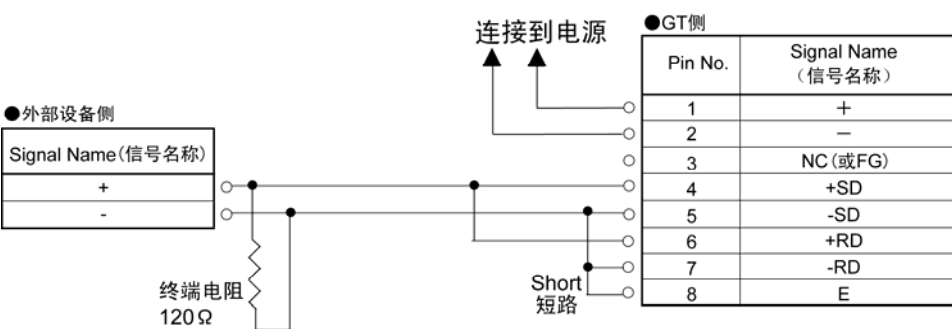 连接到电源
●GT侧
Pin No. Signal Name
(信号名称)
1 +
2 −
3 NC(或FG)
4 +SD
5 -SD
6 +RD
7 -RD
8 E
●外部设备侧
Signal Name(信号名称)
+
-
终端电阻
120Ω
Short
短路